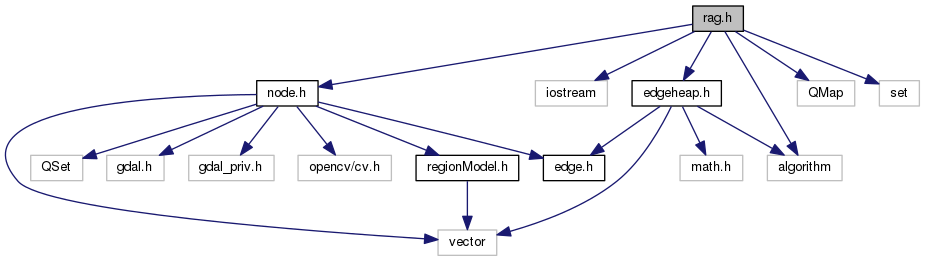 rag.h
node.h
iostream
edgeheap.h
QMap
set
QSet
gdal.h
gdal_priv.h
opencv/cv.h
regionModel.h
edge.h
math.h
algorithm
vector